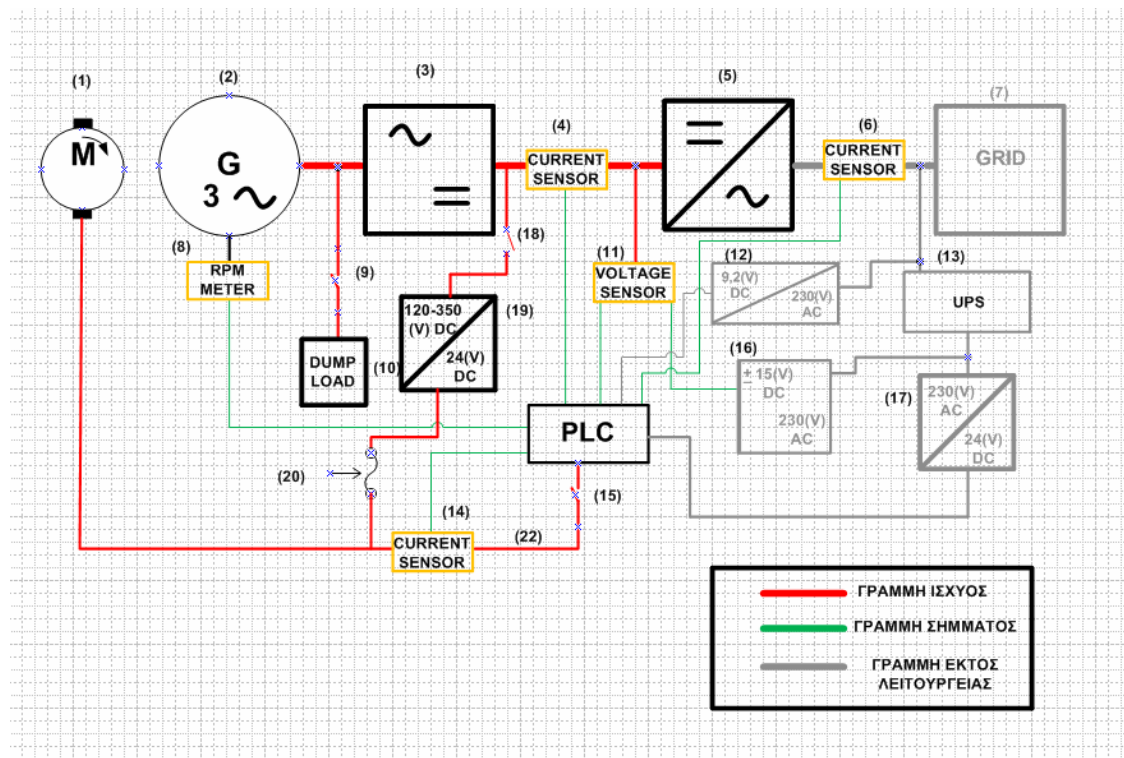 (1)
(2)
(3)
(4)
(5)
(6)
(7)
M
G
3
CURRENT
SENSOR
CURRENT
SENSOR
GRID
(8)
RPM
METER
(9)
(18)
(11)
VOLTAGE
SENSOR
(12)
9,2(V)
DC
230(V)
AC
(13)
UPS
DUMP
LOAD
(10)
120-350
(V) DC
24(V)
DC
(19)
(16)
+
−
15(V)
DC
230(V)
AC
(17)
230(V)
AC
24(V)
DC
PLC
(20)
(14)
(15)
CURRENT
SENSOR
(22)
ΓΡΑΜΜΗ ΙΣΧΥΟΣ
ΓΡΑΜΜΗ ΣΗΜΜΑΤΟΣ
ΓΡΑΜΜΗ ΕΚΤΟΣ
ΛΕΙΤΟΥΡΓΕΙΑΣ